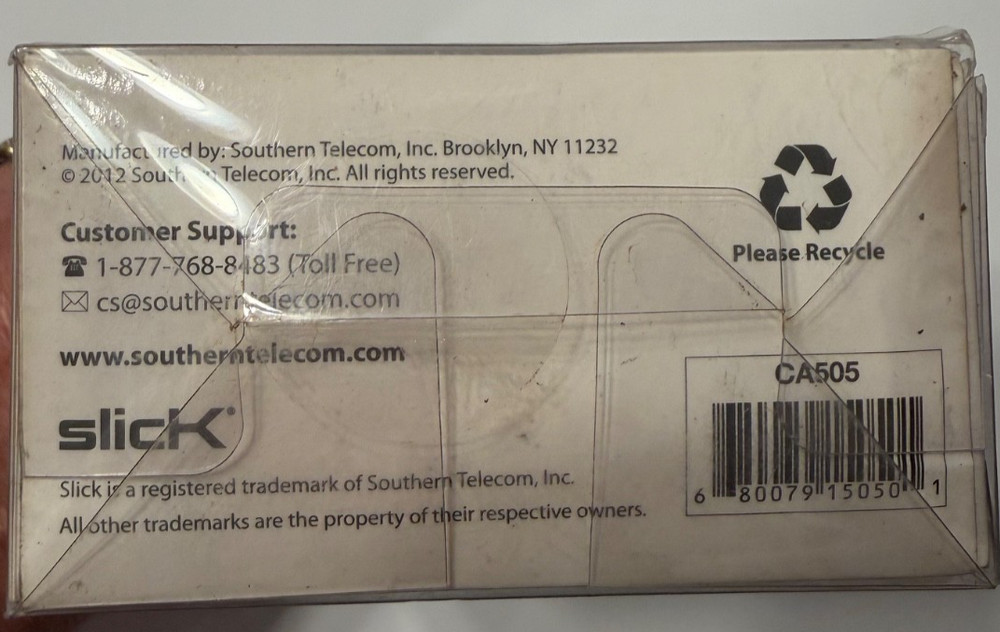 Manufactured by: Southern Telecom, Inc. Brooklyn, NY 11232
© 2012 Southern Telecom, Inc. All rights reserved.
Customer Support:
☎ 1-877-768-8483 (Toll Free)
✉ cs@southerntelecom.com
www.southerntelecom.com
slick
Slick is a registered trademark of Southern Telecom, Inc.
All other trademarks are the property of their respective owners.
Please Recycle
CA505
6 80079 15050 1